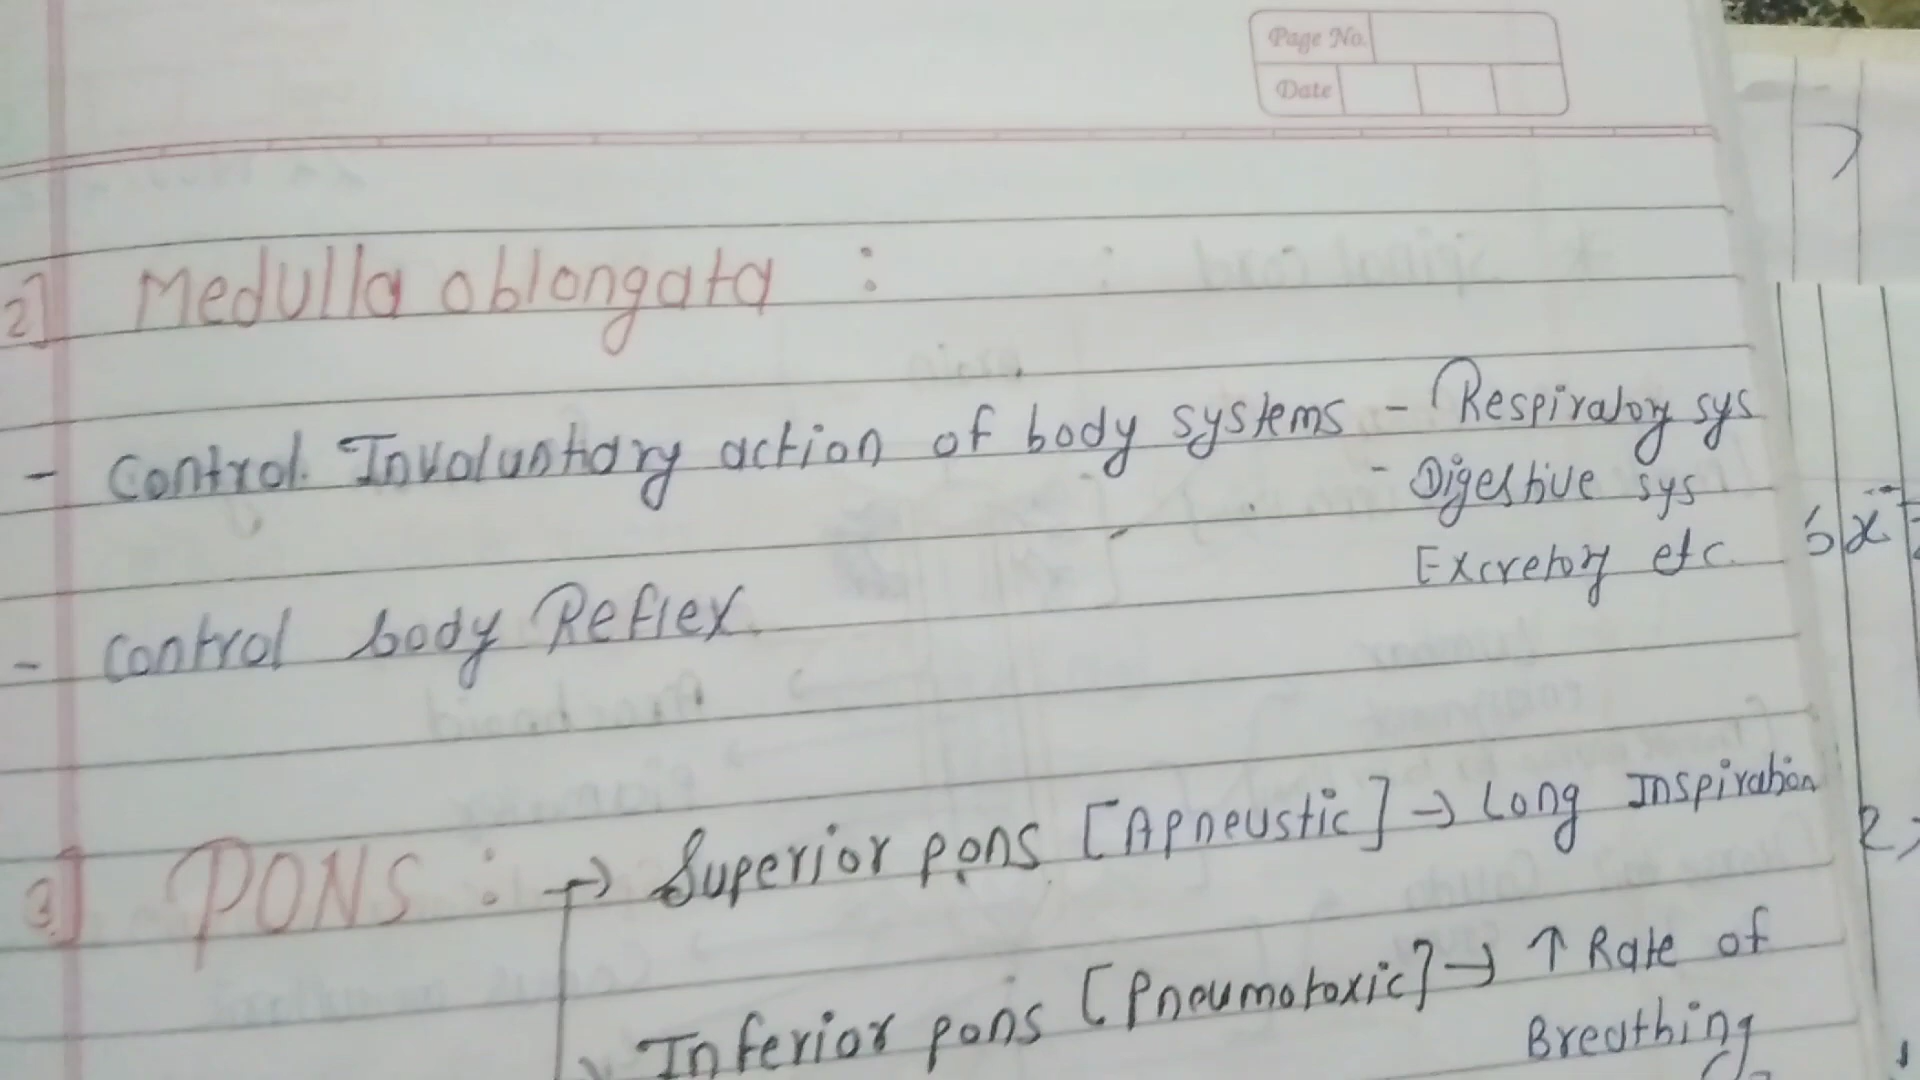 Page No.
Date
2] Medulla oblongata :
- Control Involuntary action of body systems - Respiratory sys
- Digestive sys
Excretory etc.
- Control body Reflex
3] PONS : → Superior pons [Apneustic] → Long Inspiration
Inferior pons [Pneumotoxic] → ↑ Rate of
Breathing